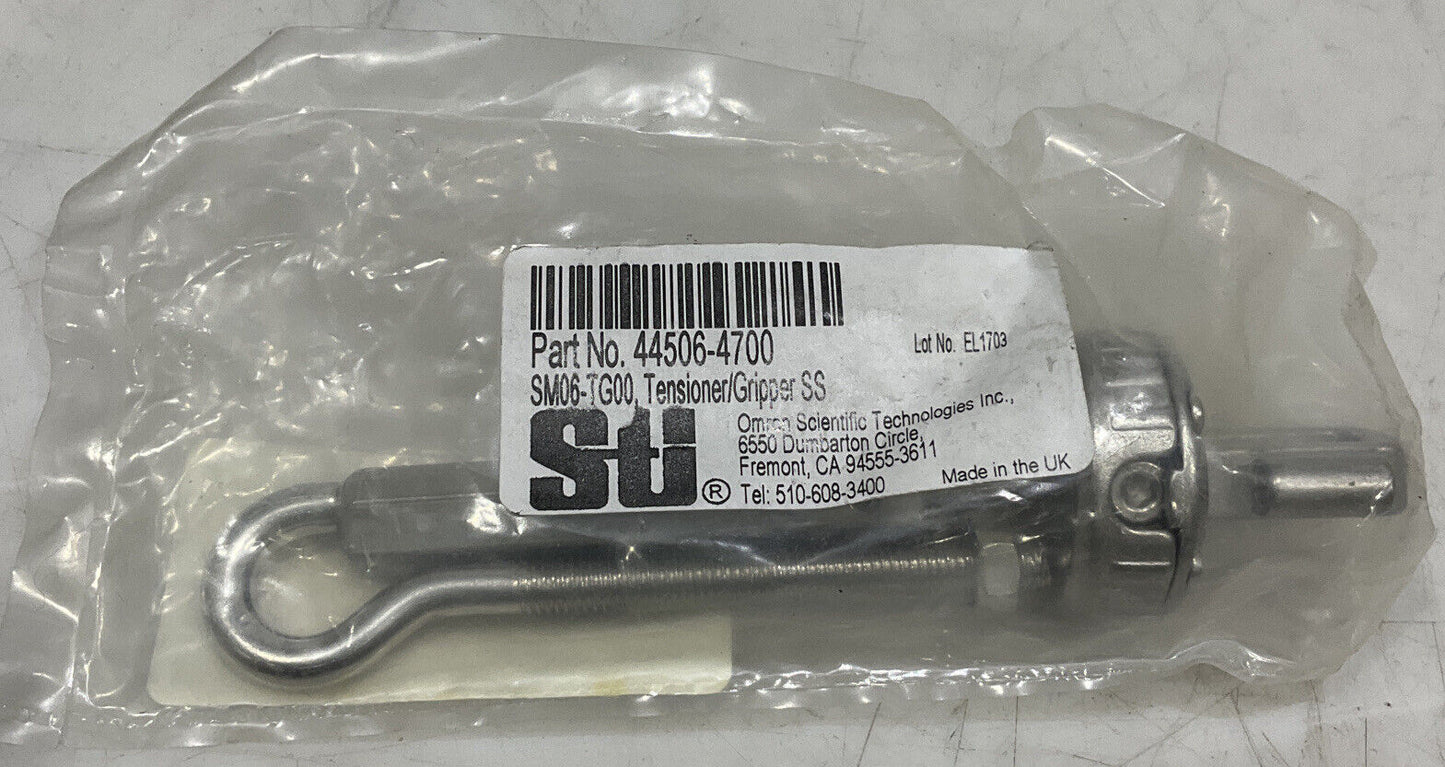 Part No. 44506-4700
Lot No. EL1703
SM06-TG00, Tensioner/Gripper SS
Sti®
Omron Scientific Technologies Inc.,
6550 Dumbarton Circle,
Fremont, CA 94555-3611
Tel: 510-608-3400
Made in the UK